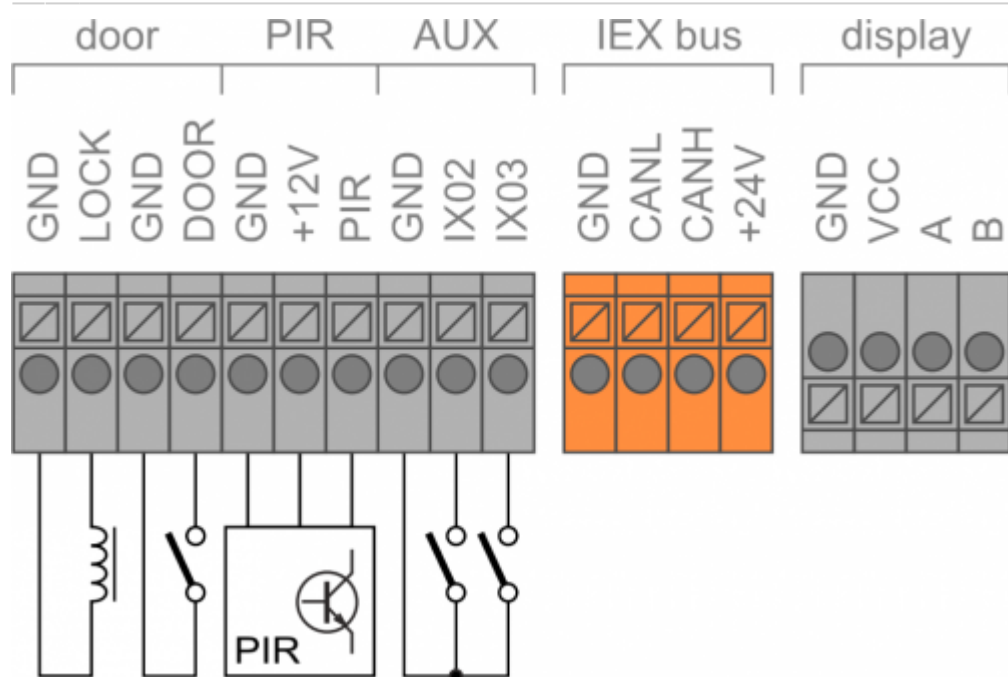 door PIR AUX IEX bus display
GND LOCK GND DOOR GND +12V PIR GND IX02 IX03 GND CANL CANH +24V GND VCC A B
PIR